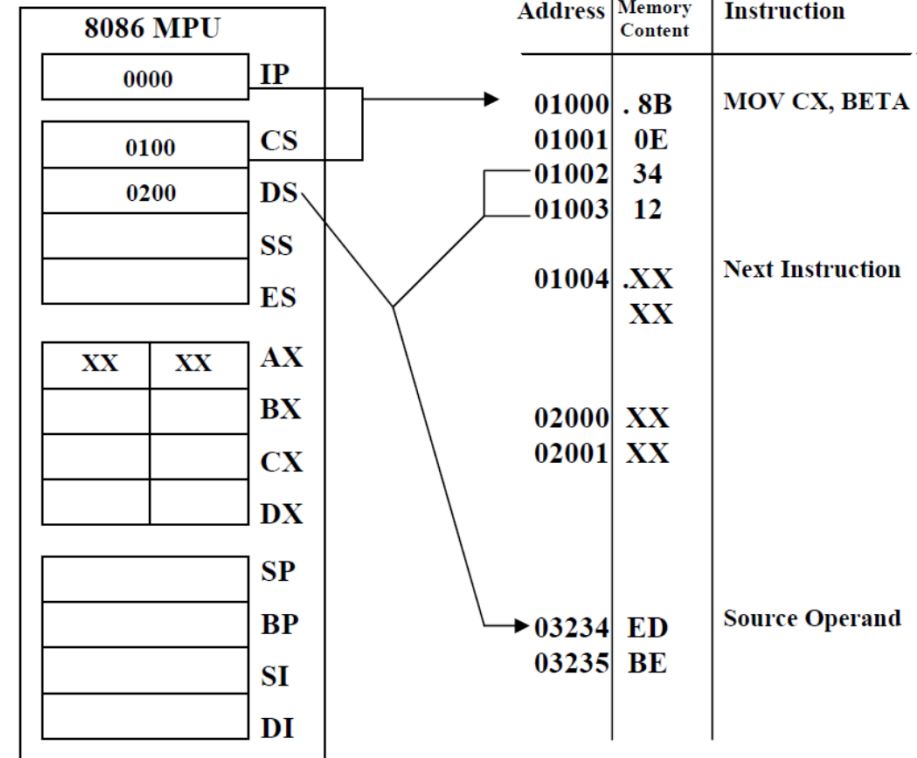 8086 MPU
0000 IP
0100 CS
0200 DS
SS
ES
XX XX AX
BX
CX
DX
SP
BP
SI
DI
Address Memory Content Instruction
01000 . 8B MOV CX, BETA
01001 0E
01002 34
01003 12
01004 .XX Next Instruction
XX
02000 XX
02001 XX
03234 ED Source Operand
03235 BE